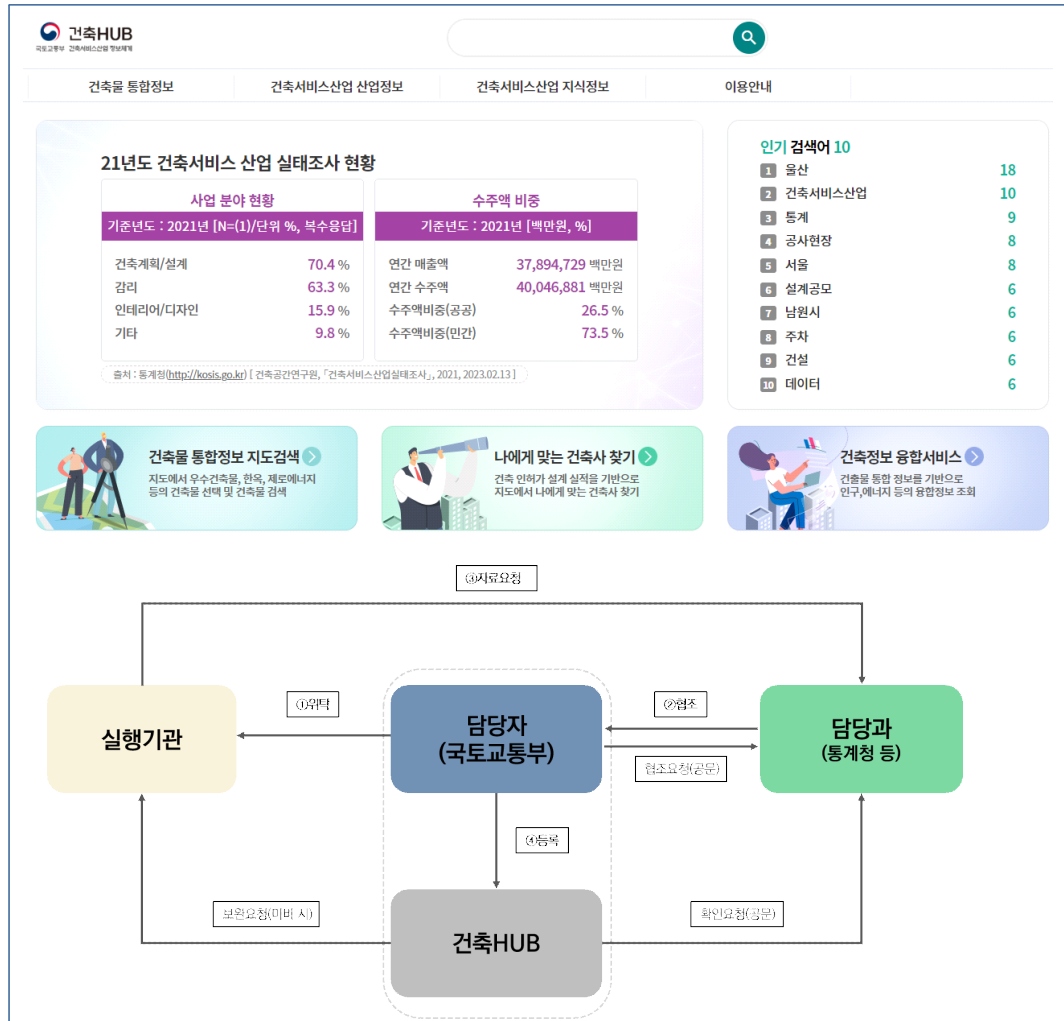 건축HUB
국토교통부 건축서비스산업 정보체계
건축물 통합정보
건축서비스산업 산업정보
건축서비스산업 지식정보
이용안내
21년도 건축서비스 산업 실태조사 현황
사업 분야 현황
기준년도 : 2021년 [N=(1)/단위 %, 복수응답]
건축계획/설계 70.4 %
감리 63.3 %
인테리어/디자인 15.9 %
기타 9.8 %
수주액 비중
기준년도 : 2021년 [백만원, %]
연간 매출액 37,894,729 백만원
연간 수주액 40,046,881 백만원
수주액비중(공공) 26.5 %
수주액비중(민간) 73.5 %
출처 : 통계청(http://kosis.go.kr) [ 건축공간연구원, 「건축서비스산업실태조사」, 2021, 2023.02.13 ]
인기 검색어 10
1 울산 18
2 건축서비스산업 10
3 통계 9
4 공사현장 8
5 서울 8
6 설계공모 6
7 남원시 6
8 주차 6
9 건설 6
10 데이터 6
건축물 통합정보 지도검색
지도에서 우수건축물, 한옥, 제로에너지
등의 건축물 선택 및 건축물 검색
나에게 맞는 건축사 찾기
건축 인허가 설계 실적을 기반으로
지도에서 나에게 맞는 건축사 찾기
건축정보 융합서비스
건출물 통합 정보를 기반으로
인구,에너지 등의 융합정보 조회
③자료요청
실행기관
①위탁
담당자
(국토교통부)
②협조
협조요청(공문)
담당과
(통계청 등)
④등록
보완요청(미비 시)
건축HUB
확인요청(공문)